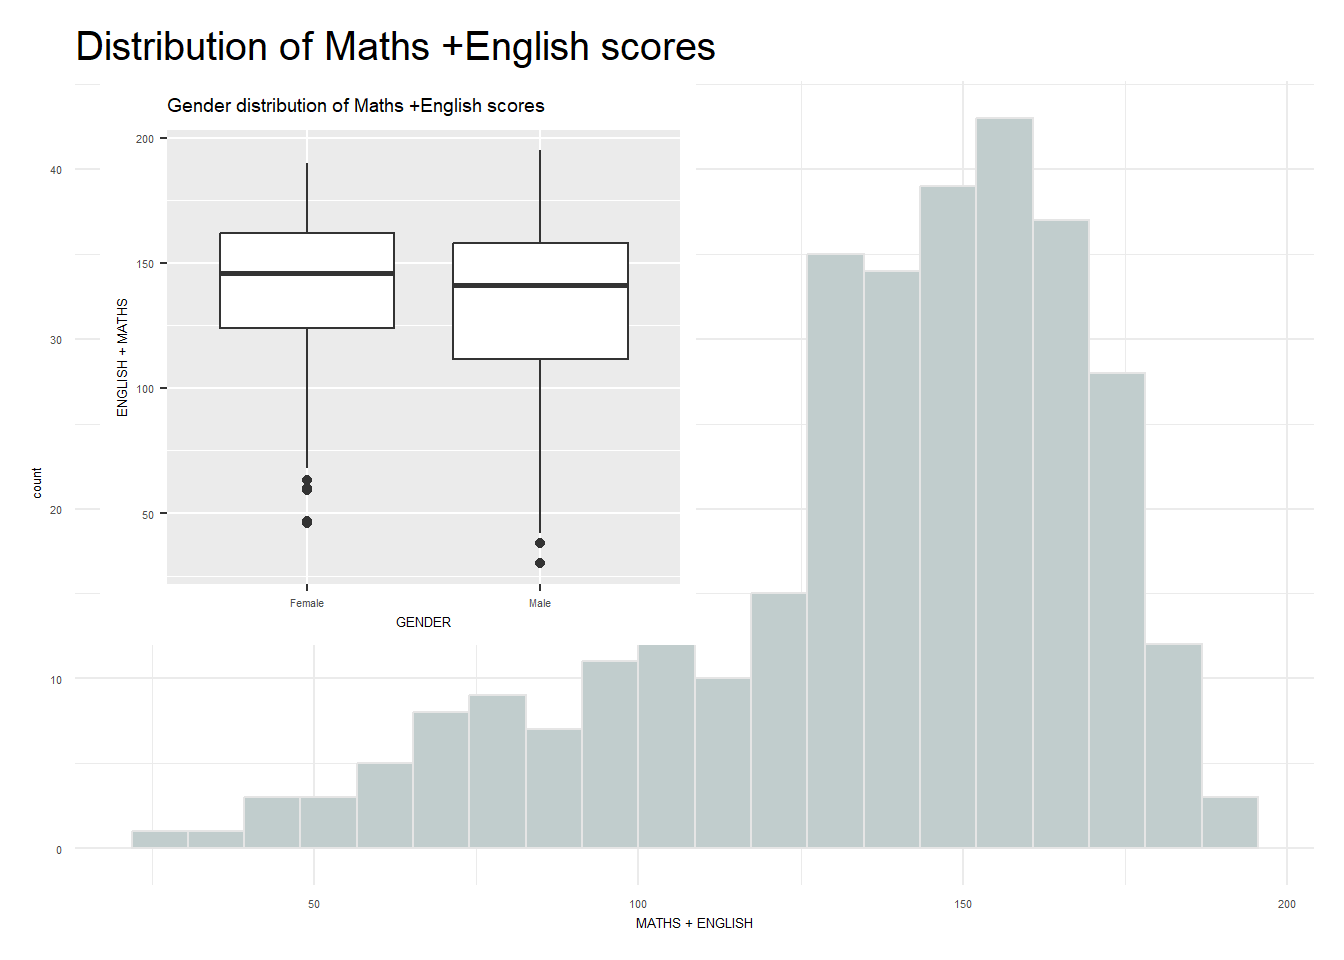 Distribution of Maths +English scores
Gender distribution of Maths +English scores
200
150
100
50
ENGLISH + MATHS
Female Male
GENDER
40
30
20
10
0
count
50 100 150 200
MATHS + ENGLISH